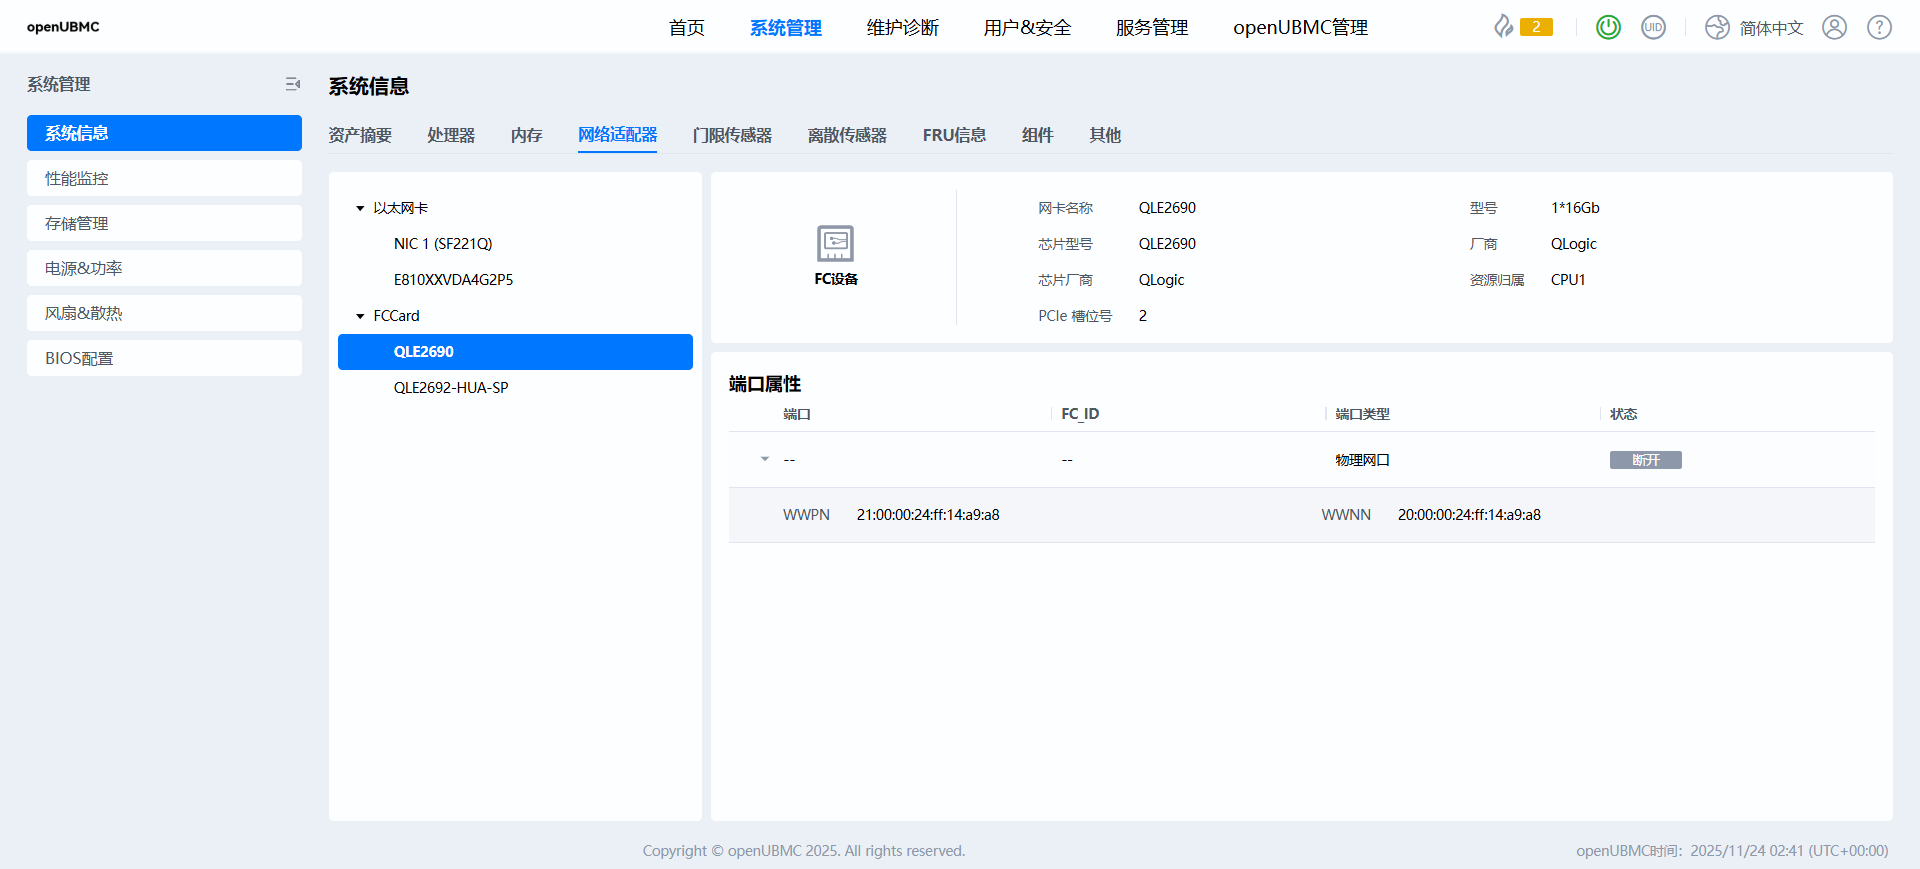 openUBMC
首页 系统管理 维护诊断 用户&安全 服务管理 openUBMC管理
2 UID 简体中文 ?
系统管理
系统信息
性能监控
存储管理
电源&功率
风扇&散热
BIOS配置
系统信息
资产摘要 处理器 内存 网络适配器 门限传感器 离散传感器 FRU信息 组件 其他
以太网卡
NIC 1 (SF221Q)
E810XXVDA4G2P5
FCCard
QLE2690
QLE2692-HUA-SP
FC设备
网卡名称 QLE2690 型号 1*16Gb
芯片型号 QLE2690 厂商 QLogic
芯片厂商 QLogic 资源归属 CPU1
PCIe 槽位号 2
端口属性
端口 FC_ID 端口类型 状态
-- -- 物理网口 断开
WWPN 21:00:00:24:ff:14:a9:a8 WWNN 20:00:00:24:ff:14:a9:a8
Copyright © openUBMC 2025. All rights reserved.
openUBMC时间: 2025/11/24 02:41 (UTC+00:00)